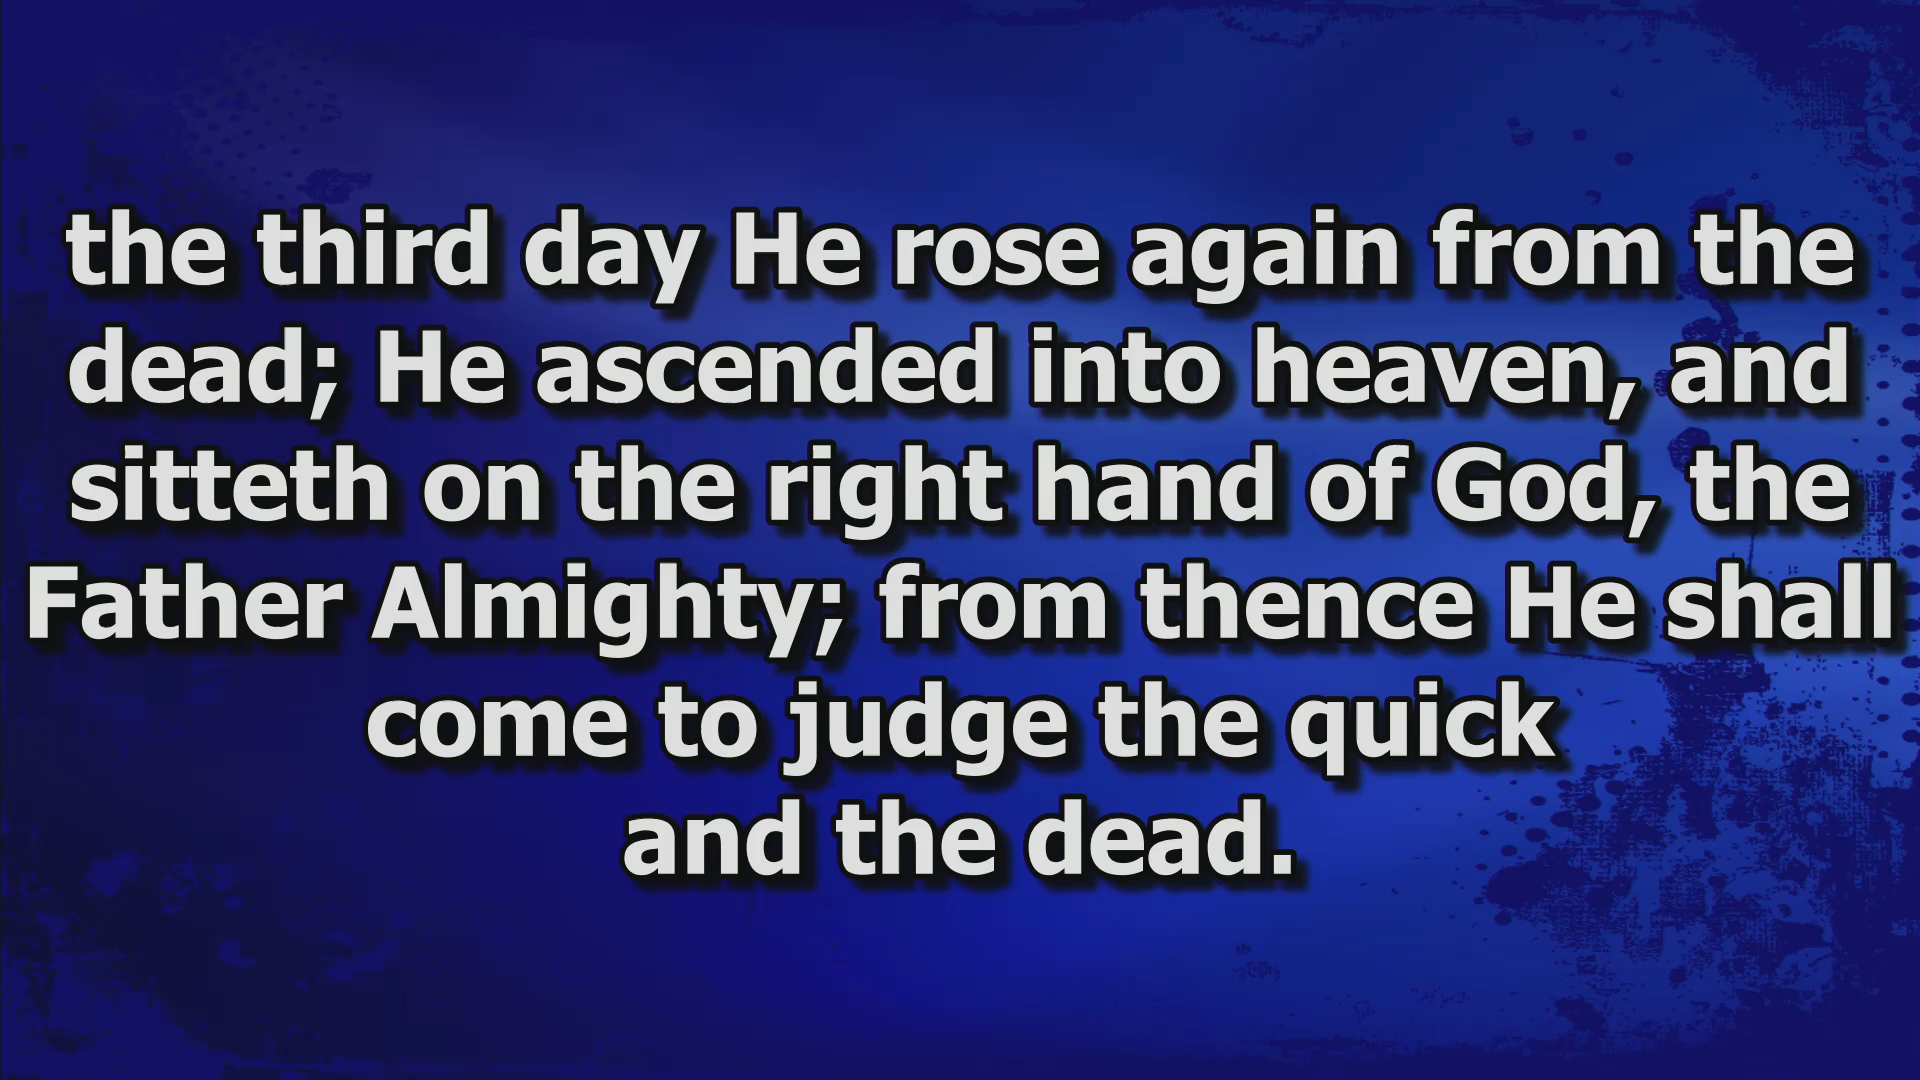 the third day He rose again from the
dead; He ascended into heaven, and
sitteth on the right hand of God, the
Father Almighty; from thence He shall
come to judge the quick
and the dead.